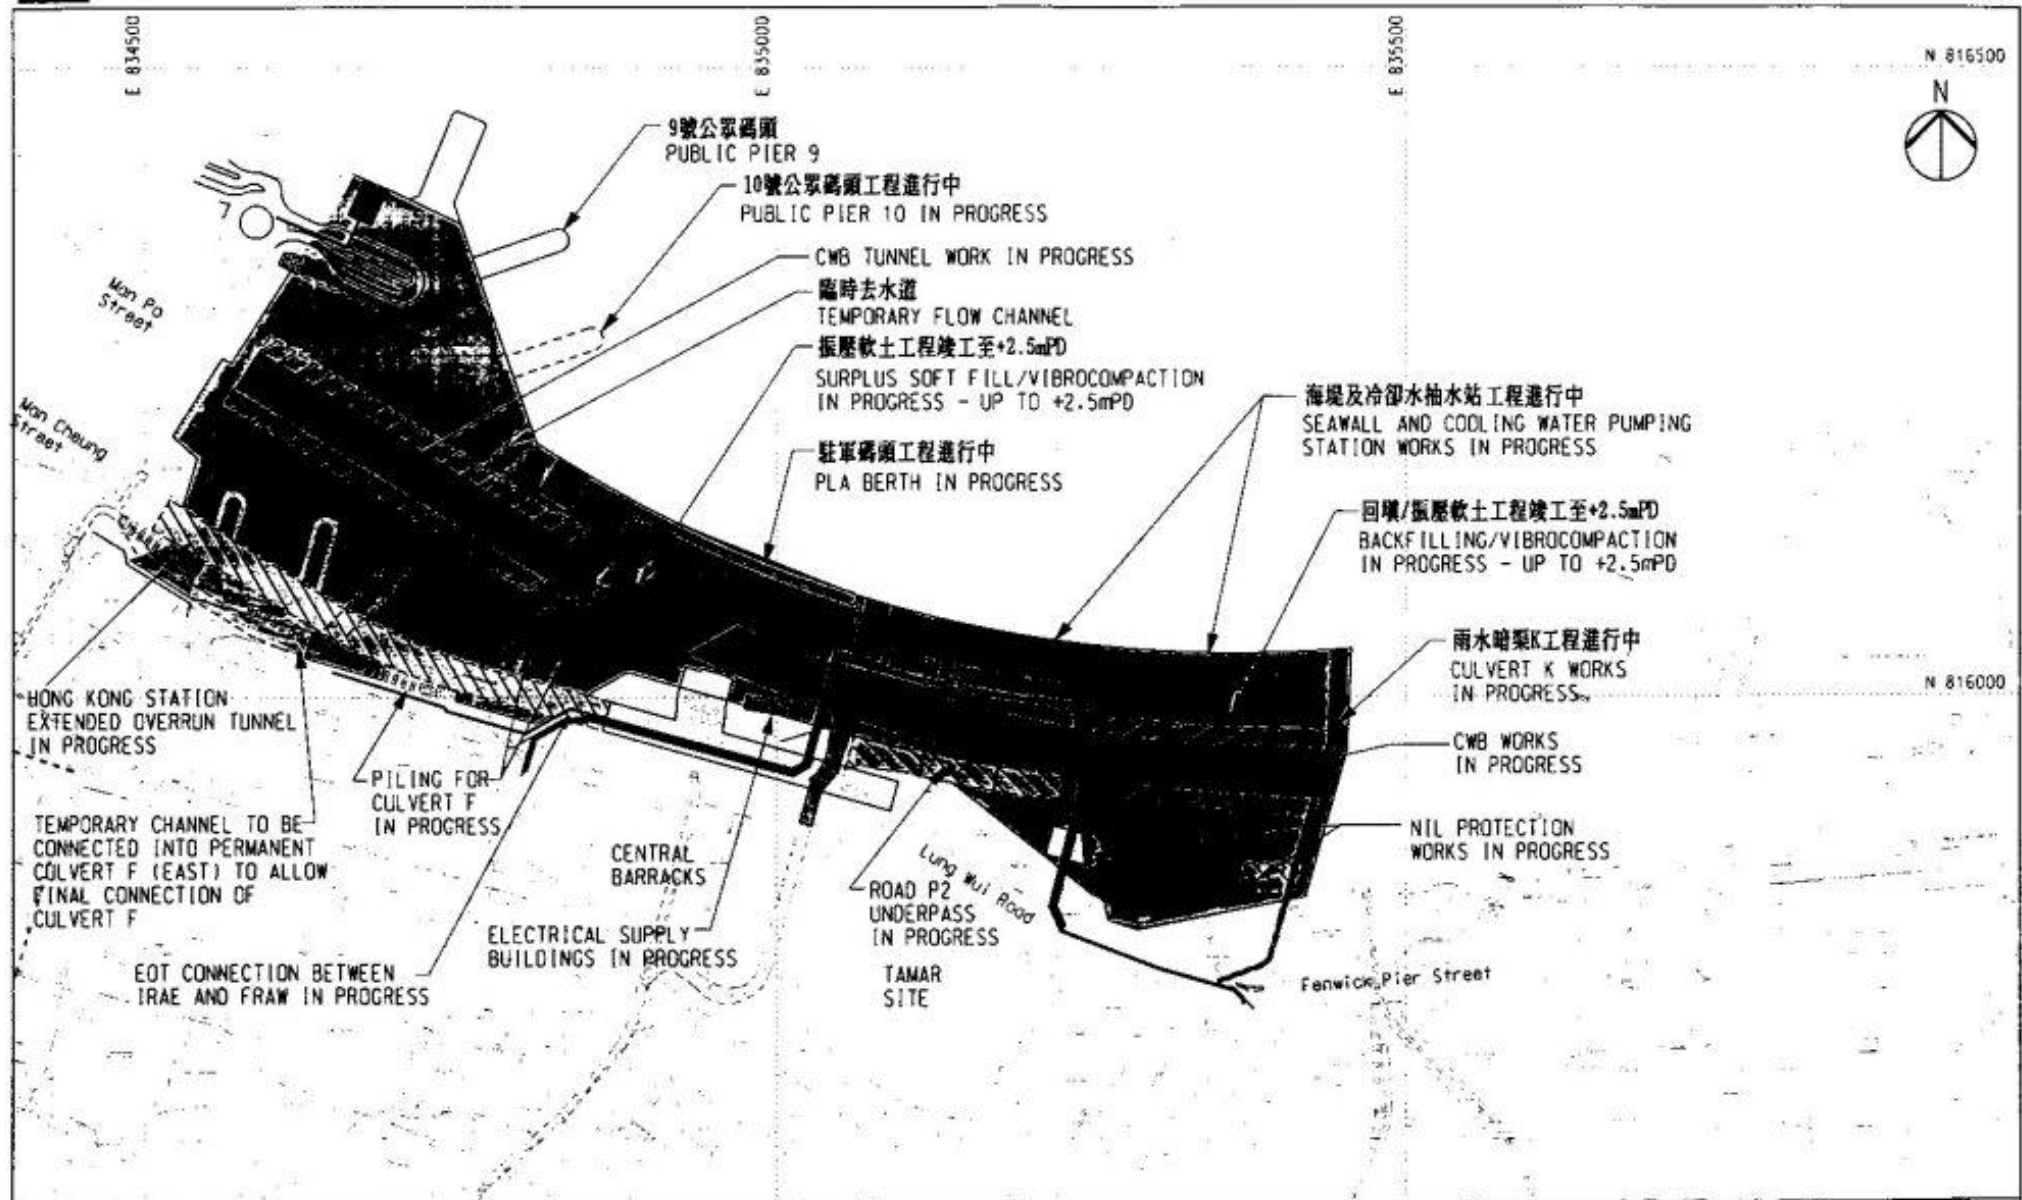 E 834500
E 835000
E 835500
N 816500
N
9號公眾碼頭
PUBLIC PIER 9
10號公眾碼頭工程進行中
PUBLIC PIER 10 IN PROGRESS
CWB TUNNEL WORK IN PROGRESS
臨時去水道
TEMPORARY FLOW CHANNEL
振壓軟土工程竣工至+2.5mPD
SURPLUS SOFT FILL/VIBROCOMPACTION
IN PROGRESS - UP TO +2.5mPD
駐軍碼頭工程進行中
PLA BERTH IN PROGRESS
海堤及冷卻水抽水站工程進行中
SEAWALL AND COOLING WATER PUMPING
STATION WORKS IN PROGRESS
回填/振壓軟土工程竣工至+2.5mPD
BACKFILLING/VIBROCOMPACTION
IN PROGRESS - UP TO +2.5mPD
雨水暗渠K工程進行中
CULVERT K WORKS
IN PROGRESS
N 816000
CWB WORKS
IN PROGRESS
NIL PROTECTION
WORKS IN PROGRESS
Man Po
Street
Man Cheung
Street
HONG KONG STATION
EXTENDED OVERRUN TUNNEL
IN PROGRESS
PILING FOR
CULVERT F
IN PROGRESS
TEMPORARY CHANNEL TO BE
CONNECTED INTO PERMANENT
CULVERT F (EAST) TO ALLOW
FINAL CONNECTION OF
CULVERT F
EOT CONNECTION BETWEEN
IRAE AND FRAW IN PROGRESS
CENTRAL
BARRACKS
ELECTRICAL SUPPLY
BUILDINGS IN PROGRESS
ROAD P2
UNDERPASS
IN PROGRESS
TAMAR
SITE
Lung Wui Road
Fenwick Pier Street